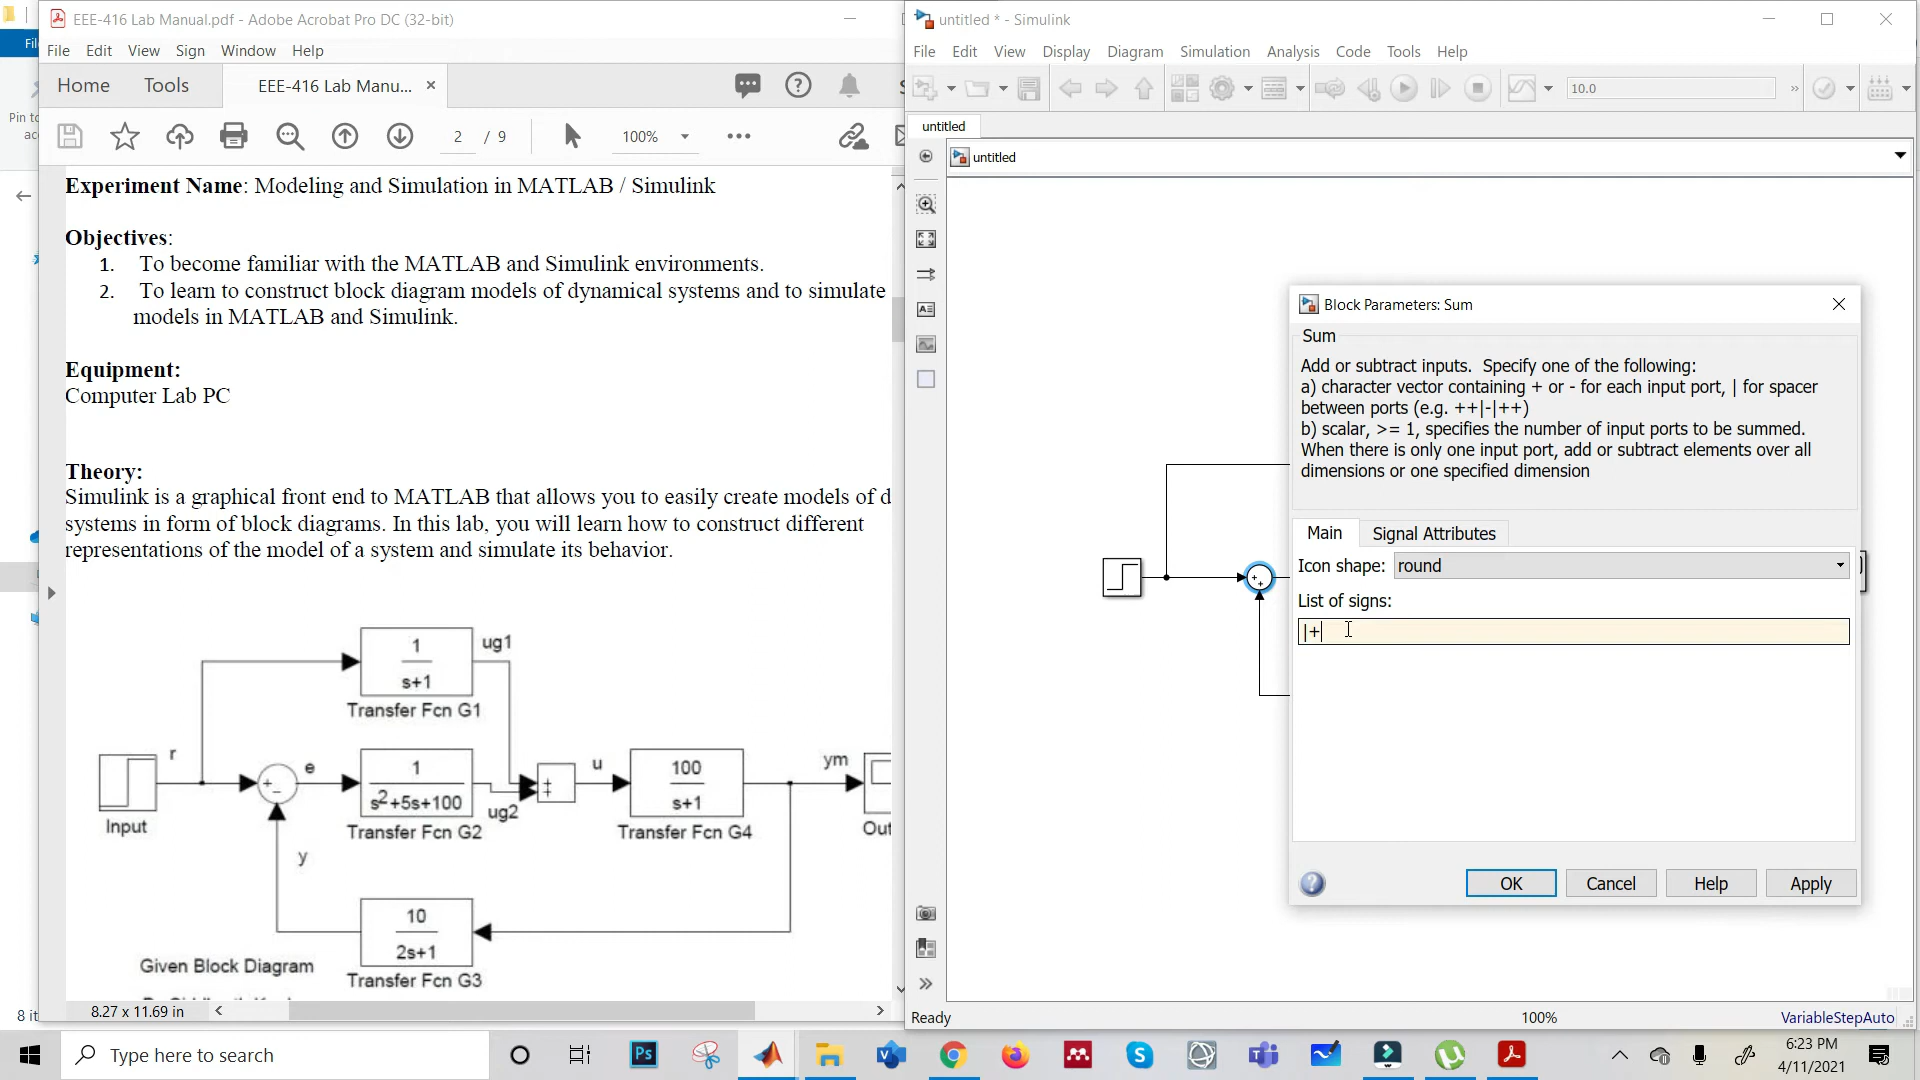 EEE-416 Lab Manual.pdf - Adobe Acrobat Pro DC (32-bit)
File Edit View Sign Window Help
Home Tools EEE-416 Lab Manu... ×
2 / 9 100%
Experiment Name: Modeling and Simulation in MATLAB / Simulink
Objectives:
1. To become familiar with the MATLAB and Simulink environments.
2. To learn to construct block diagram models of dynamical systems and to simulate
models in MATLAB and Simulink.
Equipment:
Computer Lab PC
Theory:
Simulink is a graphical front end to MATLAB that allows you to easily create models of d
systems in form of block diagrams. In this lab, you will learn how to construct different
representations of the model of a system and simulate its behavior.
1
s+1
ug1
Transfer Fcn G1
r
e
1
s²+5s+100
ug2
Transfer Fcn G2
u
100
s+1
Transfer Fcn G4
ym
Input
Out
y
10
2s+1
Given Block Diagram
Transfer Fcn G3
8.27 x 11.69 in
untitled * - Simulink
File Edit View Display Diagram Simulation Analysis Code Tools Help
10.0
untitled
untitled
Block Parameters: Sum
Sum
Add or subtract inputs. Specify one of the following:
a) character vector containing + or - for each input port, | for spacer
between ports (e.g. ++|-|++)
b) scalar, >= 1, specifies the number of input ports to be summed.
When there is only one input port, add or subtract elements over all
dimensions or one specified dimension
Main Signal Attributes
Icon shape: round
List of signs:
|+
OK Cancel Help Apply
Ready 100% VariableStepAuto
Fil
Pin to
acc
8 it
Type here to search
Ps
6:23 PM
4/11/2021